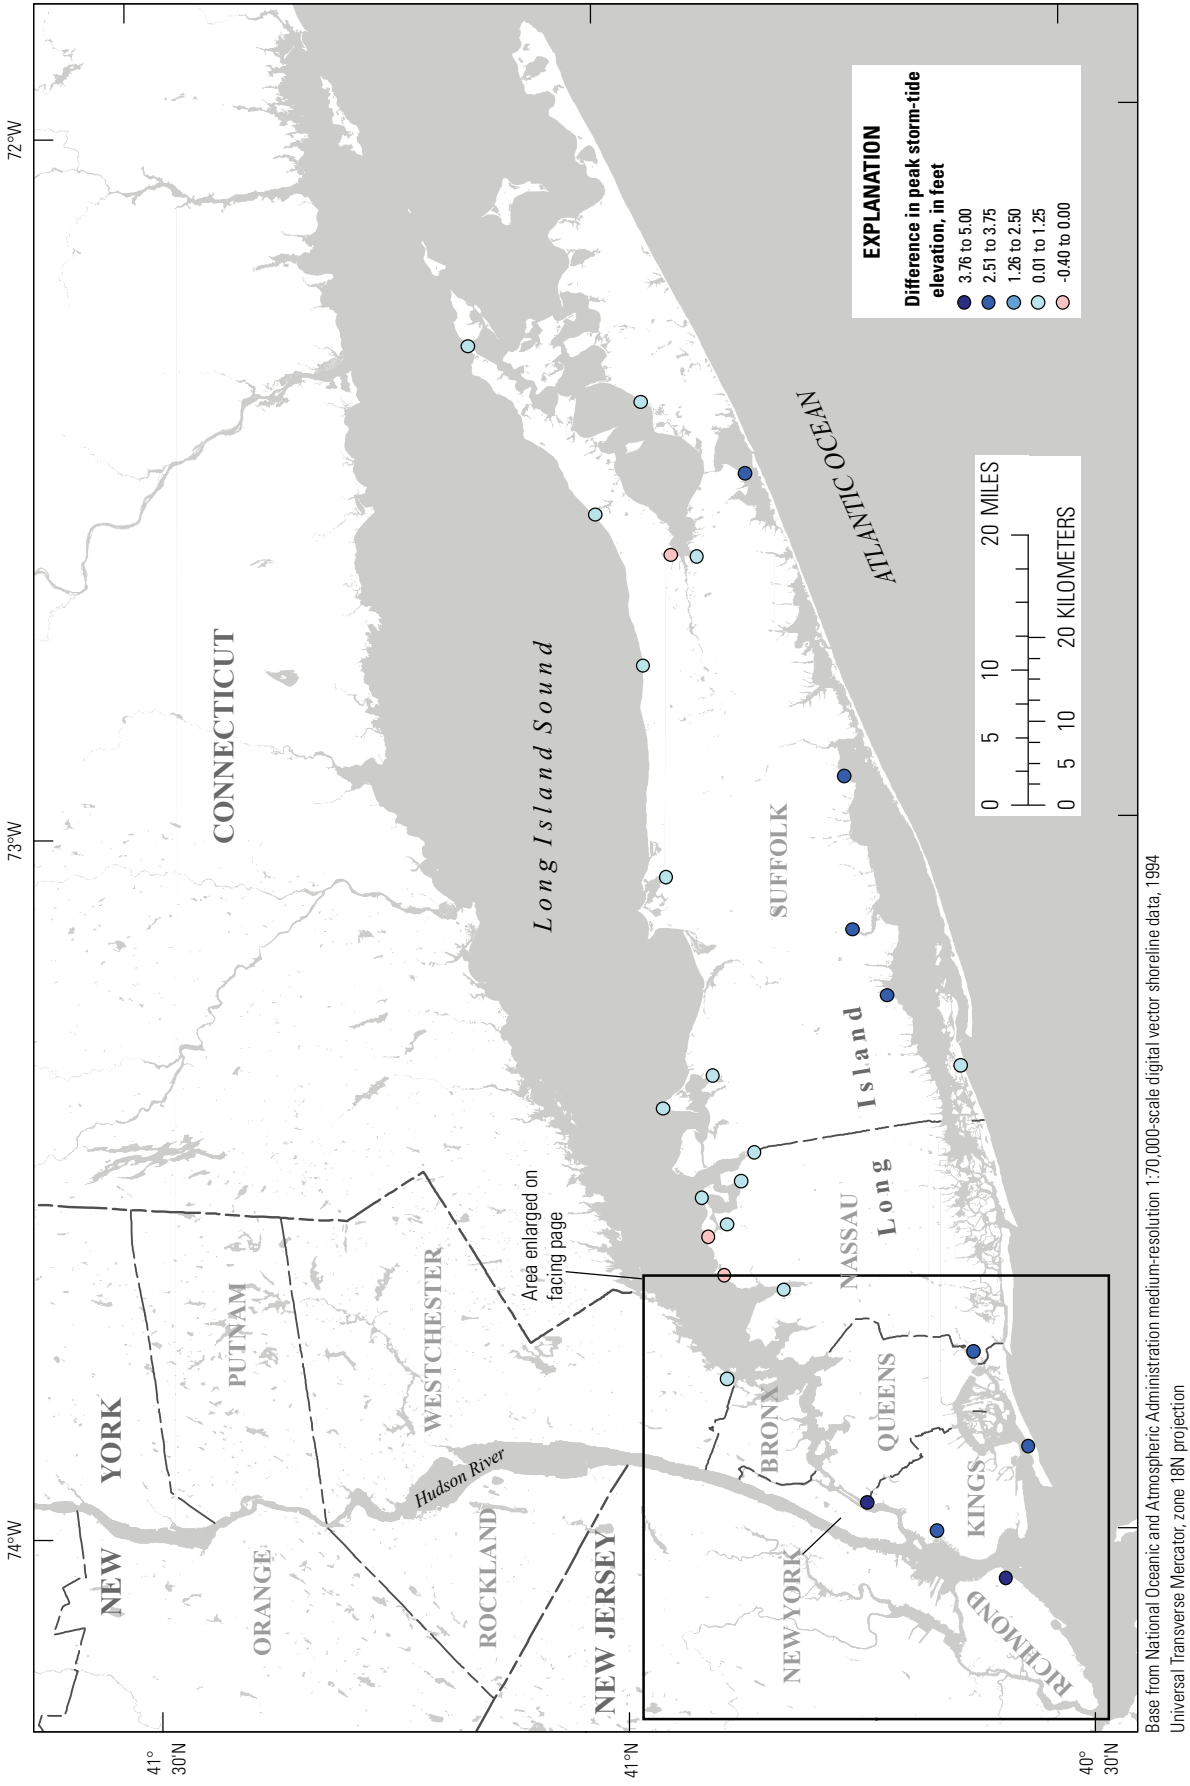 74°W
73°W
72°W
41°
30'N
41°N
40°
30'N
CONNECTICUT
NEW YORK
PUTNAM
ORANGE
WESTCHESTER
ROCKLAND
Hudson River
NEW JERSEY
Long Island Sound
Area enlarged on
facing page
BRONX
NEW YORK
QUEENS
KINGS
RICHMOND
NASSAU
SUFFOLK
Long Island
ATLANTIC OCEAN
EXPLANATION
Difference in peak storm-tide
elevation, in feet
3.76 to 5.00
2.51 to 3.75
1.26 to 2.50
0.01 to 1.25
-0.40 to 0.00
0 5 10 20 MILES
0 5 10 20 KILOMETERS
Base from National Oceanic and Atmospheric Administration medium-resolution 1:70,000-scale digital vector shoreline data, 1994
Universal Transverse Mercator, zone 18N projection